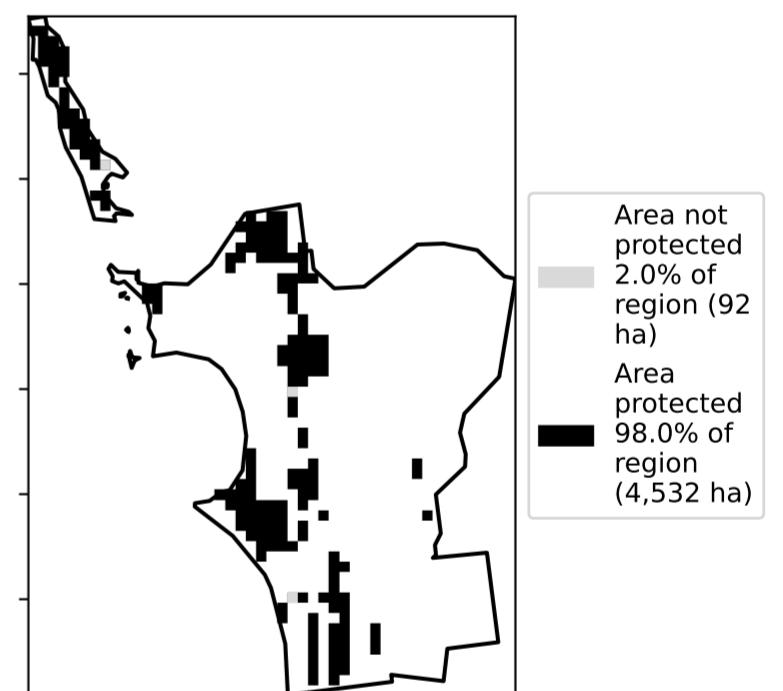 Area not
protected
2.0% of
region (92
ha)
Area
protected
98.0% of
region
(4,532 ha)